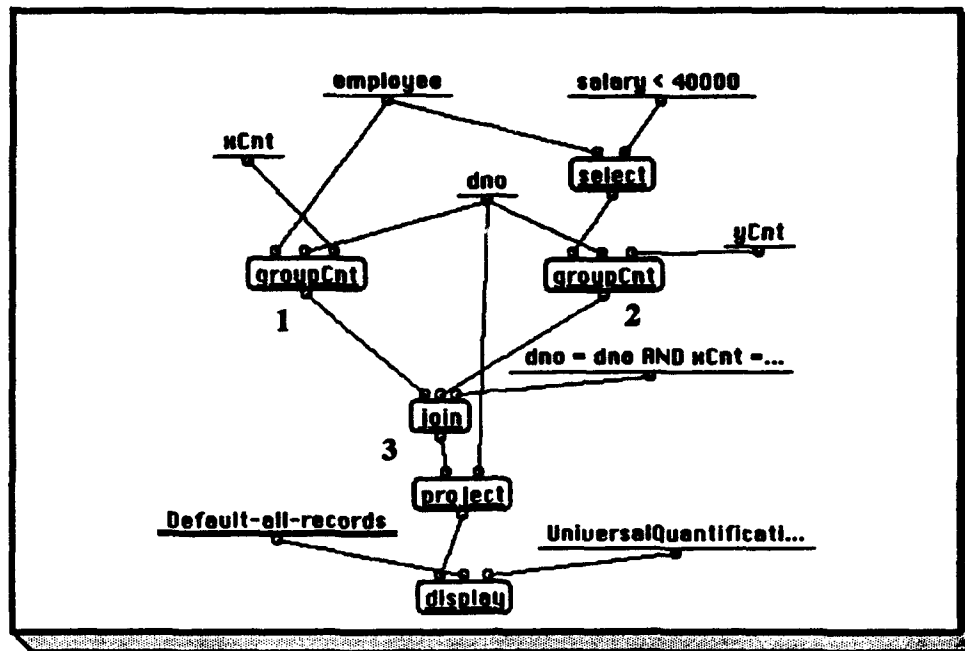 employee
salary < 40000
xCnt
select
dno
yCnt
groupCnt
groupCnt
1
2
dno = dno AND xCnt =...
join
3
project
Default-all-records
UniversalQuantificati...
display